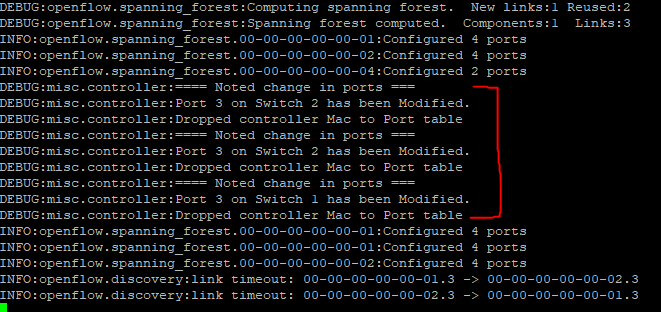 DEBUG:openflow.spanning_forest:Computing spanning forest.  New links:1 Reused:2
DEBUG:openflow.spanning_forest:Spanning forest computed.  Components:1  Links:3
INFO:openflow.spanning_forest.00-00-00-00-00-01:Configured 4 ports
INFO:openflow.spanning_forest.00-00-00-00-00-02:Configured 4 ports
INFO:openflow.spanning_forest.00-00-00-00-00-04:Configured 2 ports
DEBUG:misc.controller:==== Noted change in ports ===
DEBUG:misc.controller:Port 3 on Switch 2 has been Modified.
DEBUG:misc.controller:Dropped controller Mac to Port table
DEBUG:misc.controller:==== Noted change in ports ===
DEBUG:misc.controller:Port 3 on Switch 2 has been Modified.
DEBUG:misc.controller:Dropped controller Mac to Port table
DEBUG:misc.controller:==== Noted change in ports ===
DEBUG:misc.controller:Port 3 on Switch 1 has been Modified.
DEBUG:misc.controller:Dropped controller Mac to Port table
INFO:openflow.spanning_forest.00-00-00-00-00-01:Configured 4 ports
INFO:openflow.spanning_forest.00-00-00-00-00-01:Configured 4 ports
INFO:openflow.spanning_forest.00-00-00-00-00-02:Configured 4 ports
INFO:openflow.discovery:link timeout: 00-00-00-00-00-01.3 -> 00-00-00-00-00-02.3
INFO:openflow.discovery:link timeout: 00-00-00-00-00-02.3 -> 00-00-00-00-00-01.3